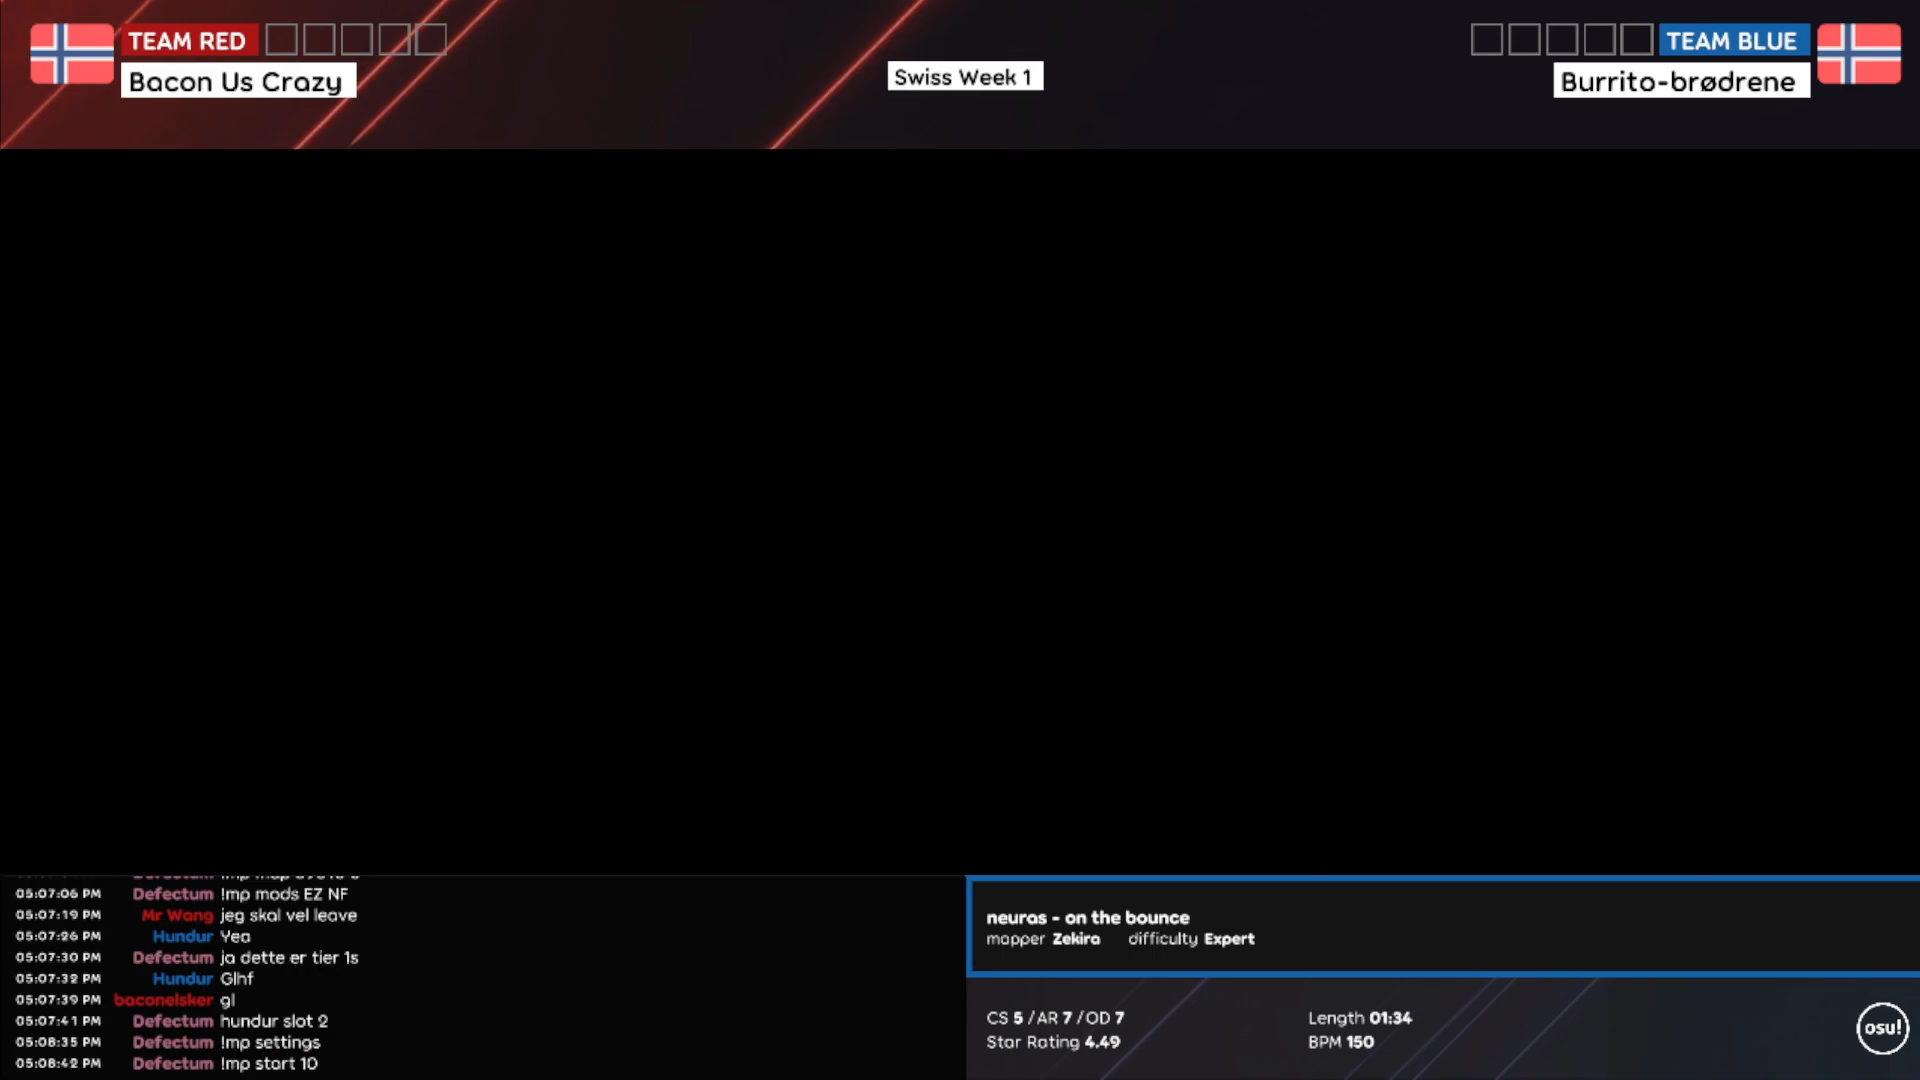 TEAM RED
Bacon Us Crazy
Swiss Week 1
TEAM BLUE
Burrito-brødrene
05:07:06 PM Defectum !mp mods EZ NF
05:07:19 PM Mr Wang jeg skal vel leave
05:07:26 PM Hundur Yea
05:07:30 PM Defectum ja dette er tier 1s
05:07:32 PM Hundur Glhf
05:07:39 PM baconelsker gl
05:07:41 PM Defectum hundur slot 2
05:08:35 PM Defectum !mp settings
05:08:42 PM Defectum !mp start 10
neuras - on the bounce
mapper Zekira difficulty Expert
CS 5 / AR 7 / OD 7
Star Rating 4.49
Length 01:34
BPM 150
osu!